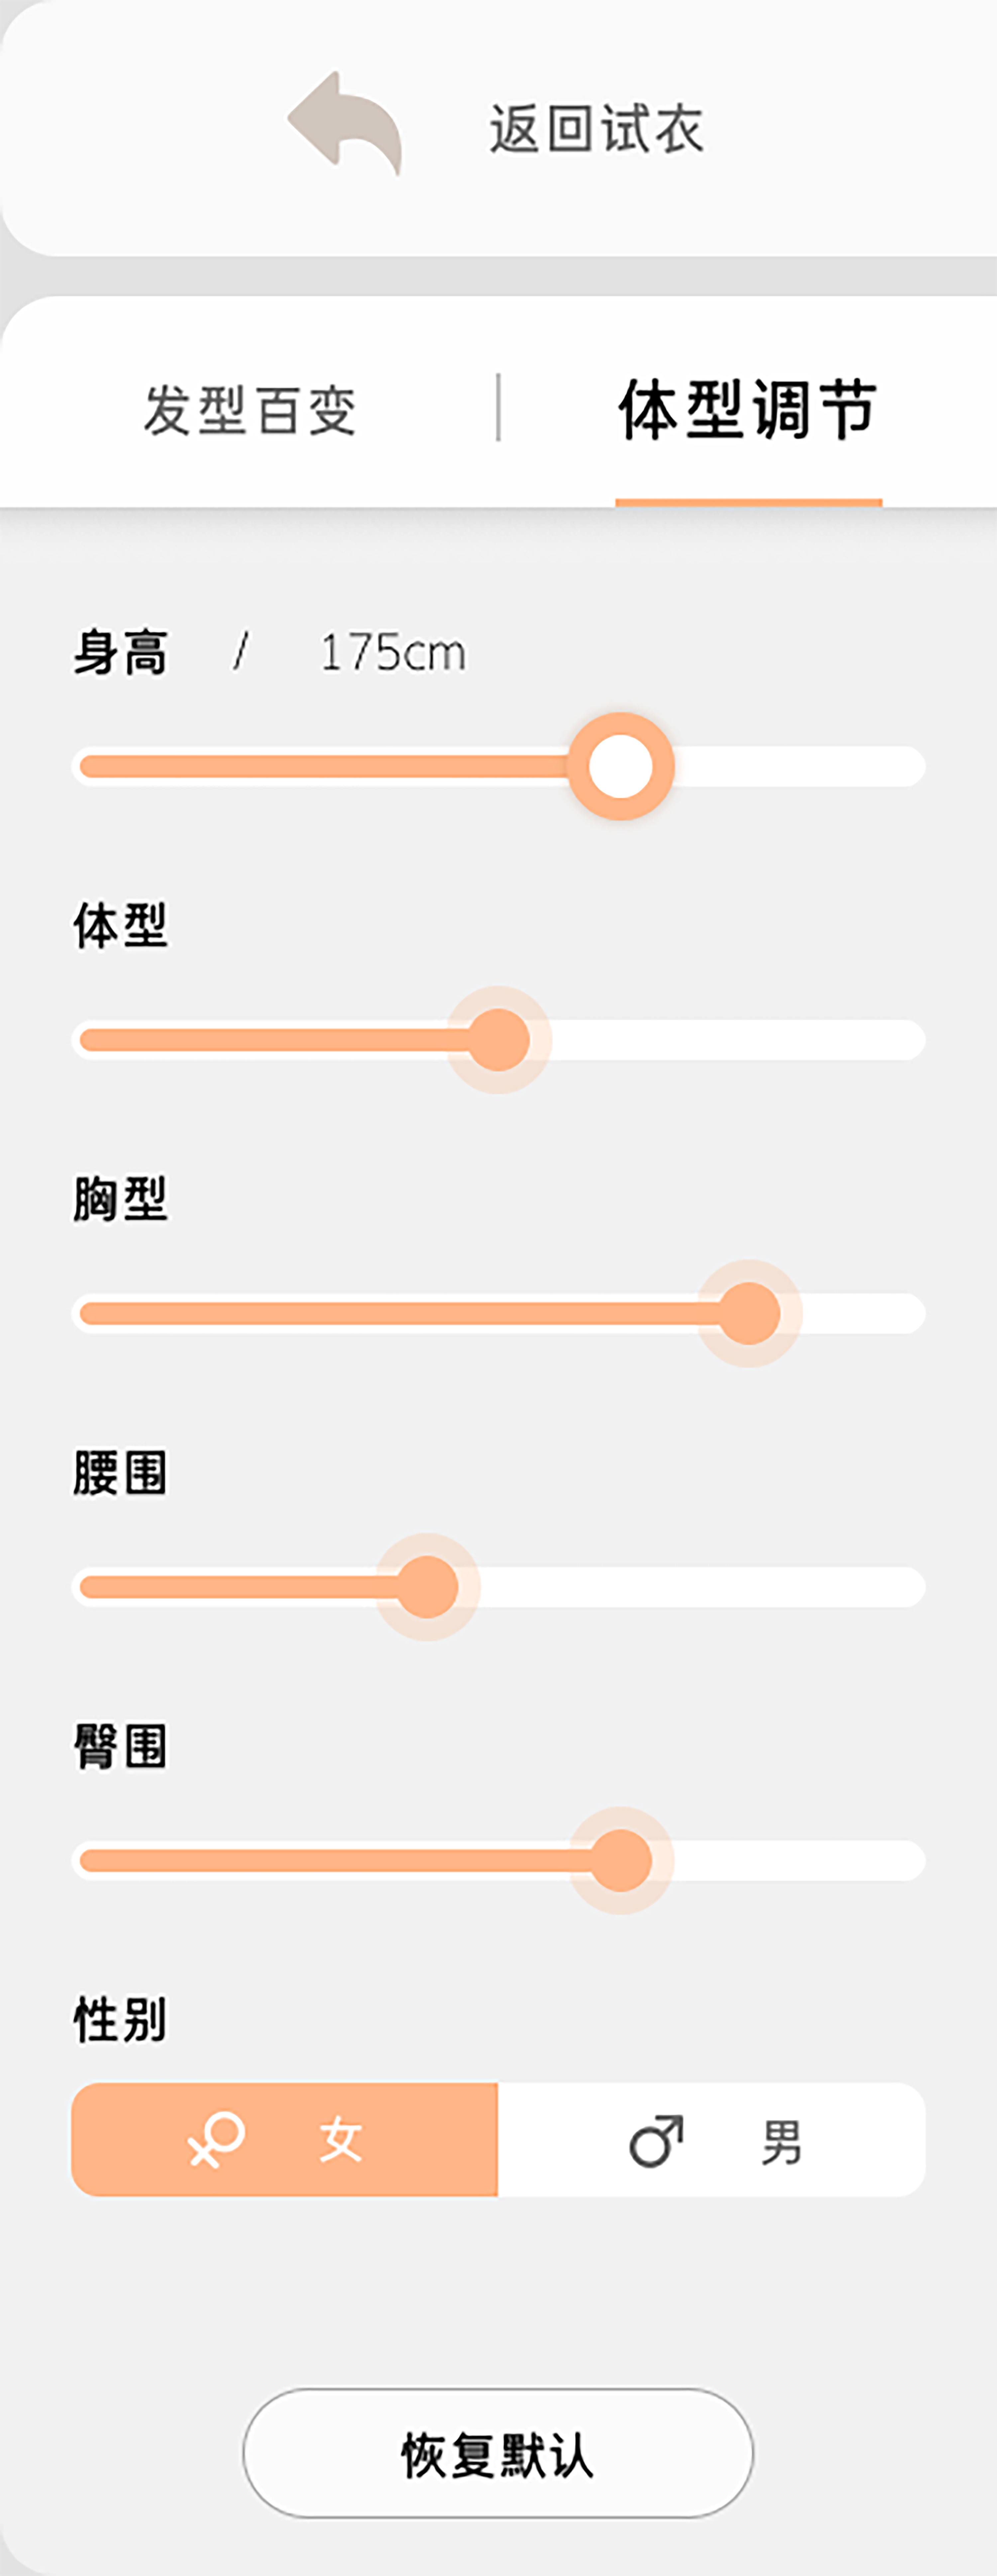 返回试衣
发型百变 | 体型调节
身高 / 175cm
体型
胸型
腰围
臀围
性别
女 男
恢复默认